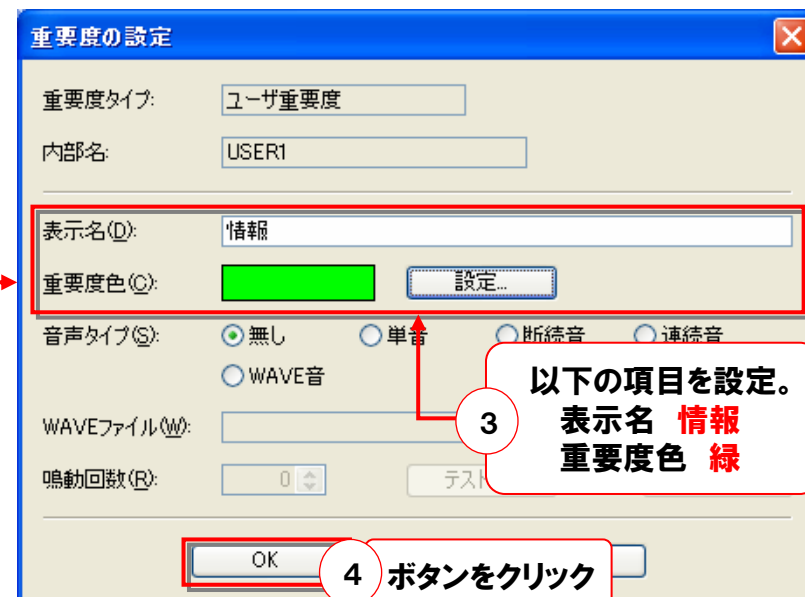 重要度の設定
重要度タイプ: ユーザ重要度
内部名: USER1
表示名(D): 情報
重要度色(C): 設定...
音声タイプ(S): 無し 単音 断続音 連続音
WAVE音
以下の項目を設定。
3 表示名 情報
重要度色 緑
WAVEファイル(W):
鳴動回数(R): 0 テスト
OK
4 ボタンをクリック